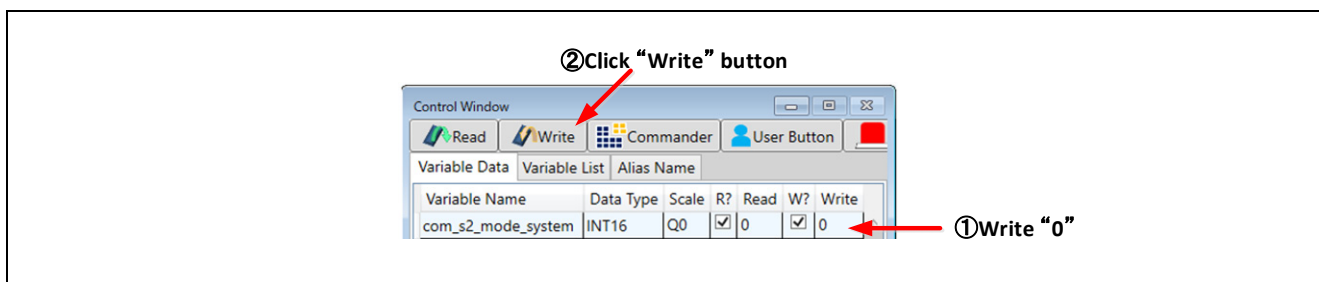 ②Click “Write” button
Control Window
Read Write Commander User Button
Variable Data Variable List Alias Name
Variable Name Data Type Scale R? Read W? Write
com_s2_mode_system INT16 Q0 0 0
①Write “0”